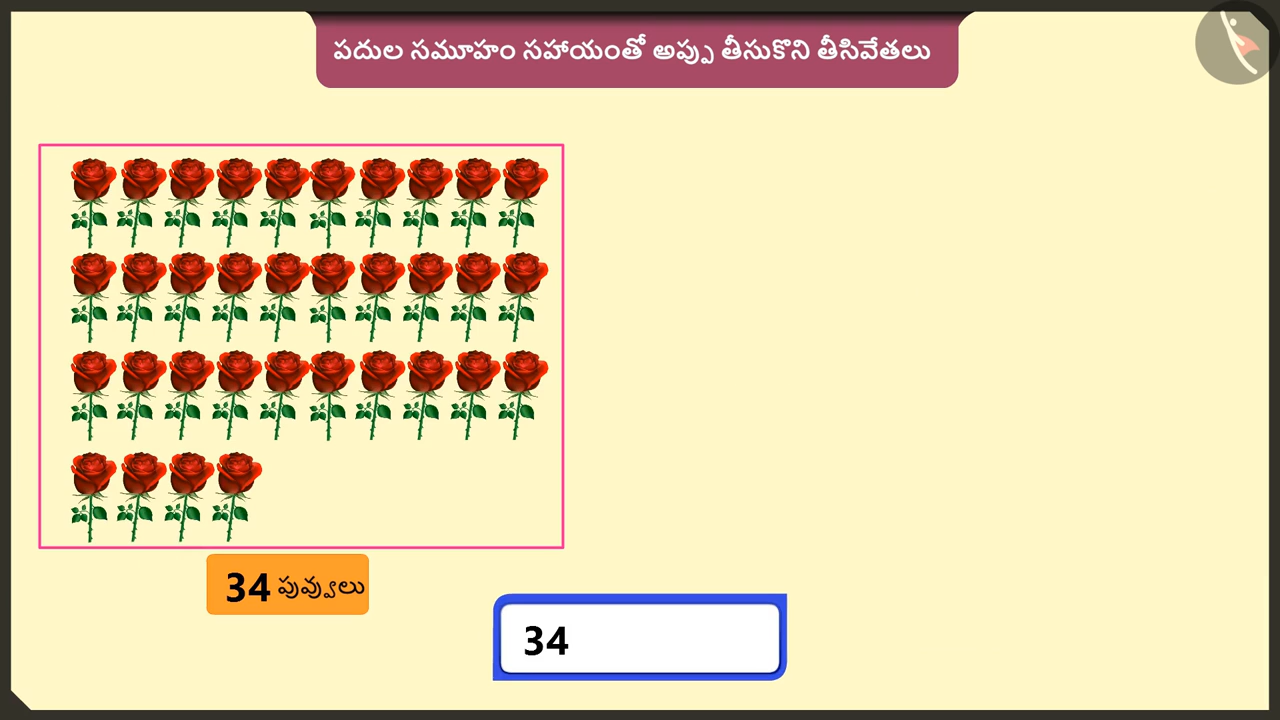 పదుల సమూహం సహాయంతో అప్పు తీసుకొని తీసివేతలు
34 పువ్వులు
34